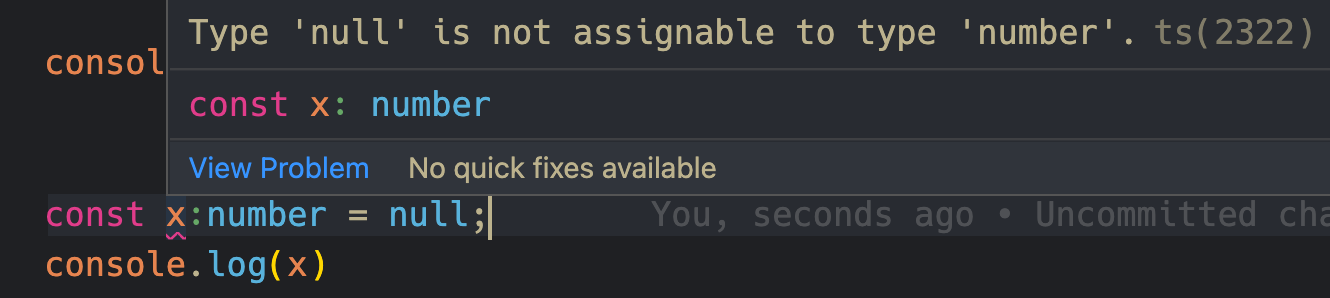 Type 'null' is not assignable to type 'number'. ts(2322)
consol
const x: number
View Problem No quick fixes available
const x:number = null; You, seconds ago • Uncommitted cha
console.log(x)